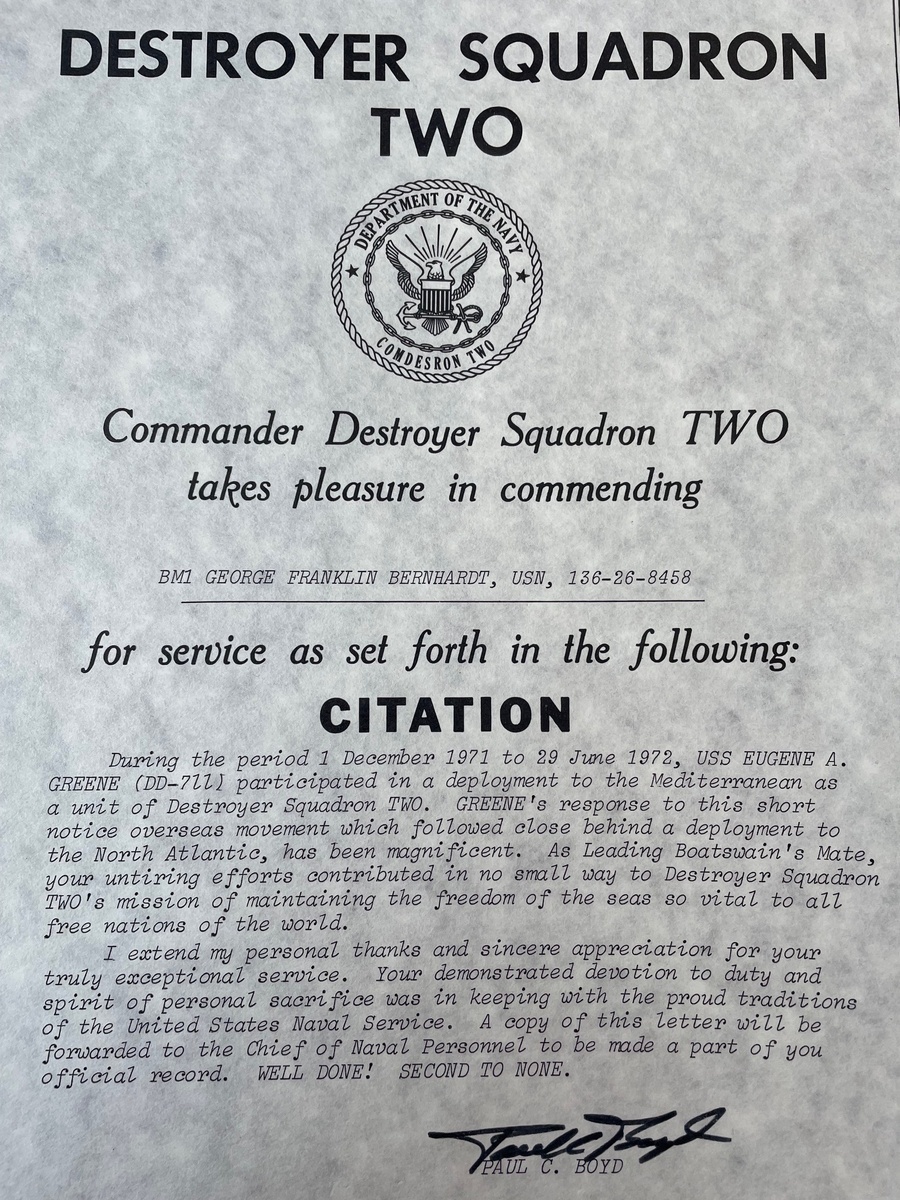 DESTROYER SQUADRON
TWO
DEPARTMENT OF THE NAVY
COMDESRON TWO
Commander Destroyer Squadron TWO
takes pleasure in commending
BM1 GEORGE FRANKLIN BERNHARDT, USN, 136-26-8458
for service as set forth in the following:
CITATION
During the period 1 December 1971 to 29 June 1972, USS EUGENE A.
GREENE (DD-711) participated in a deployment to the Mediterranean as
a unit of Destroyer Squadron TWO. GREENE's response to this short
notice overseas movement which followed close behind a deployment to
the North Atlantic, has been magnificent. As Leading Boatswain's Mate,
your untiring efforts contributed in no small way to Destroyer Squadron
TWO's mission of maintaining the freedom of the seas so vital to all
free nations of the world.
I extend my personal thanks and sincere appreciation for your
truly exceptional service. Your demonstrated devotion to duty and
spirit of personal sacrifice was in keeping with the proud traditions
of the United States Naval Service. A copy of this letter will be
forwarded to the Chief of Naval Personnel to be made a part of you
official record. WELL DONE! SECOND TO NONE.
Paul C Boyd
PAUL C. BOYD